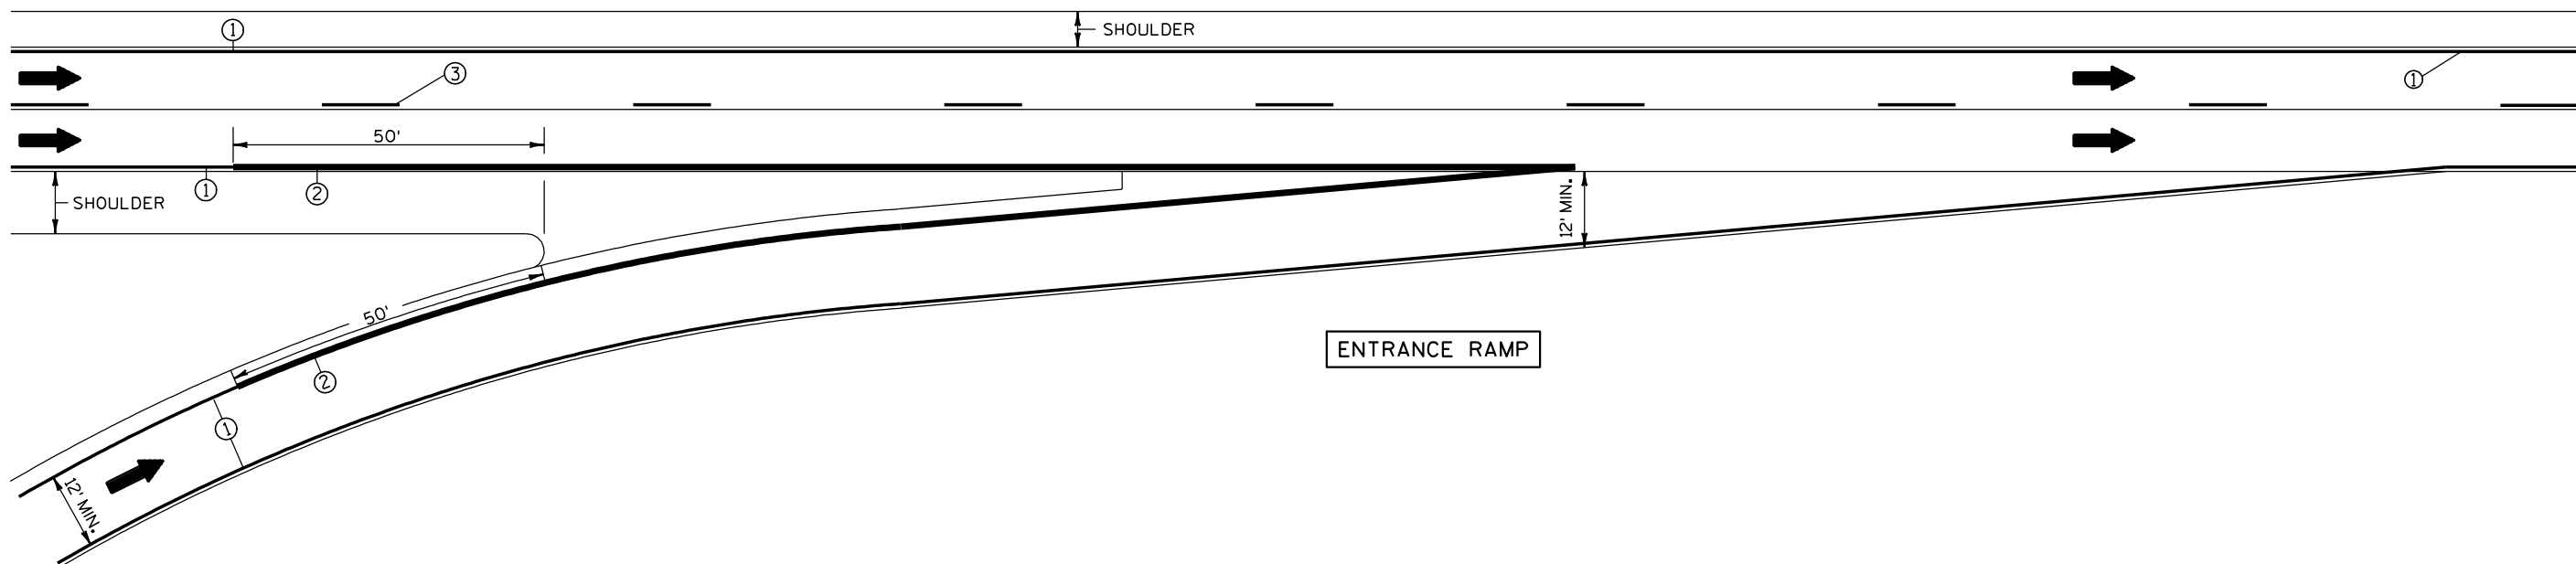 ①
SHOULDER
③
①
50'
①
②
SHOULDER
12' MIN.
50'
②
ENTRANCE RAMP
①
12' MIN.